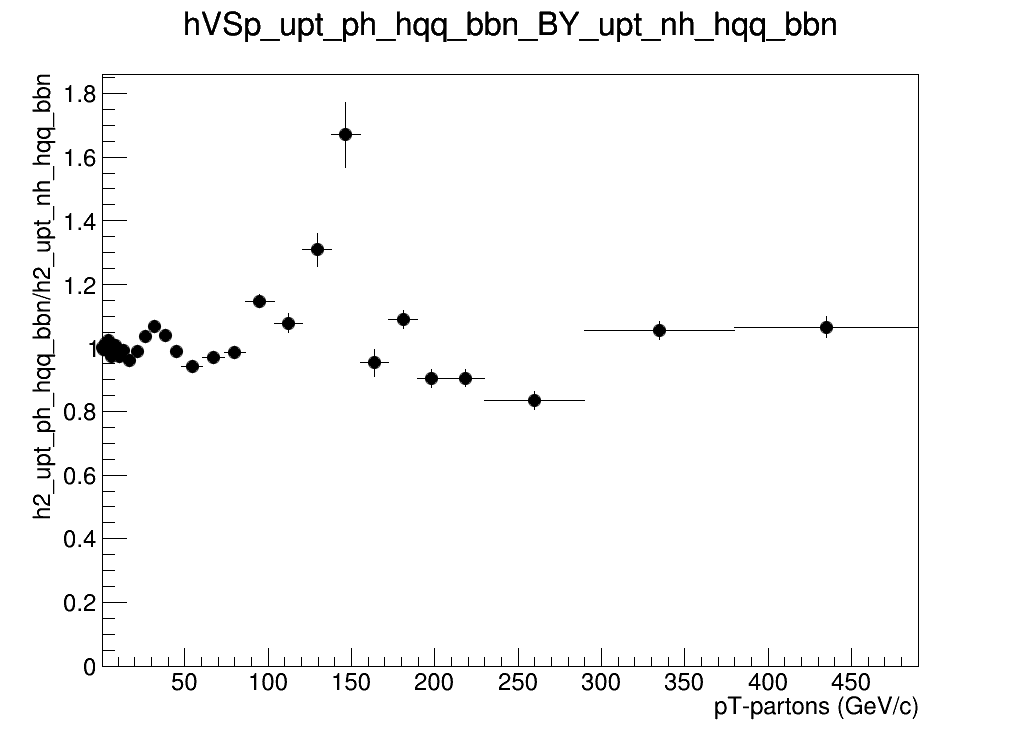 hVSp_upt_ph_hqq_bbn_BY_upt_nh_hqq_bbn
h2_upt_ph_hqq_bbn/h2_upt_nh_hqq_bbn
1.8
1.6
1.4
1.2
1
0.8
0.6
0.4
0.2
0
50 100 150 200 250 300 350 400 450
pT-partons (GeV/c)